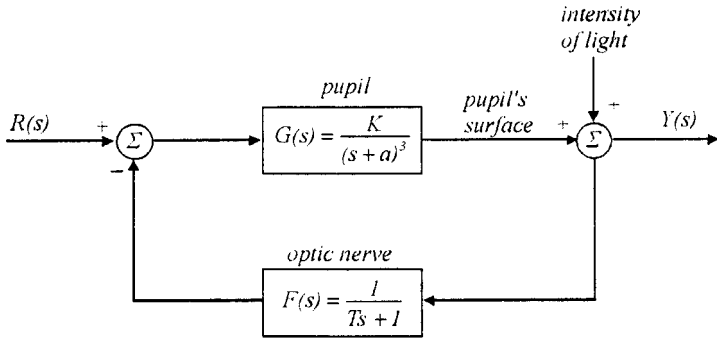 intensity
of light
pupil
pupil's
surface
R(s)
+
Σ
G(s) = K / (s + a)³
+
+
Σ
Y(s)
−
optic nerve
F(s) = 1 / Ts + 1